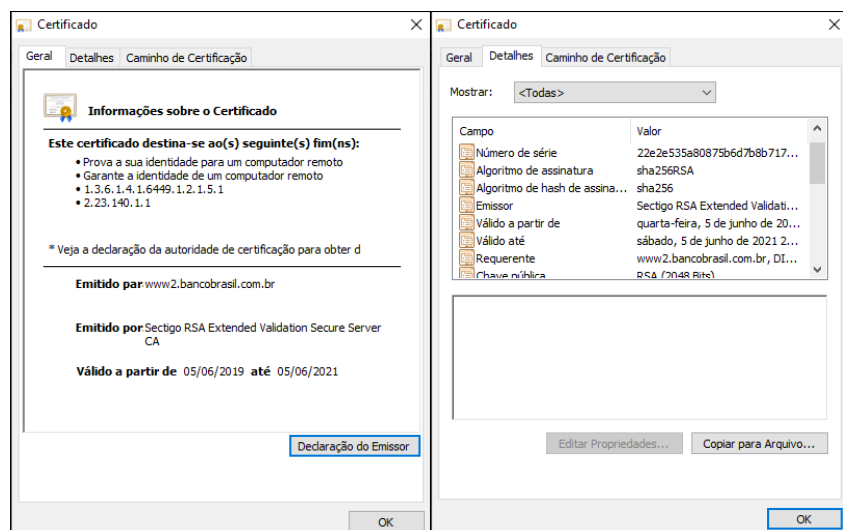 Certificado
Geral Detalhes Caminho de Certificação
Informações sobre o Certificado
Este certificado destina-se ao(s) seguinte(s) fim(ns):
• Prova a sua identidade para um computador remoto
• Garante a identidade de um computador remoto
• 1.3.6.1.4.1.6449.1.2.1.5.1
• 2.23.140.1.1
* Veja a declaração da autoridade de certificação para obter d
Emitido par www2.bancobrasil.com.br
Emitido por Sectigo RSA Extended Validation Secure Server
CA
Válido a partir de 05/06/2019 até 05/06/2021
Declaração do Emissor
OK
Certificado
Geral Detalhes Caminho de Certificação
Mostrar: <Todas>
Campo Valor
Número de série 22e2e535a80875b6d7b8b717...
Algoritmo de assinatura sha256RSA
Algoritmo de hash de assina... sha256
Emissor Sectigo RSA Extended Validati...
Válido a partir de quarta-feira, 5 de junho de 20...
Válido até sábado, 5 de junho de 2021 2...
Requerente www2.bancobrasil.com.br, DI...
Chave pública RSA (2048 Bits)
Editar Propriedades... Copiar para Arquivo...
OK